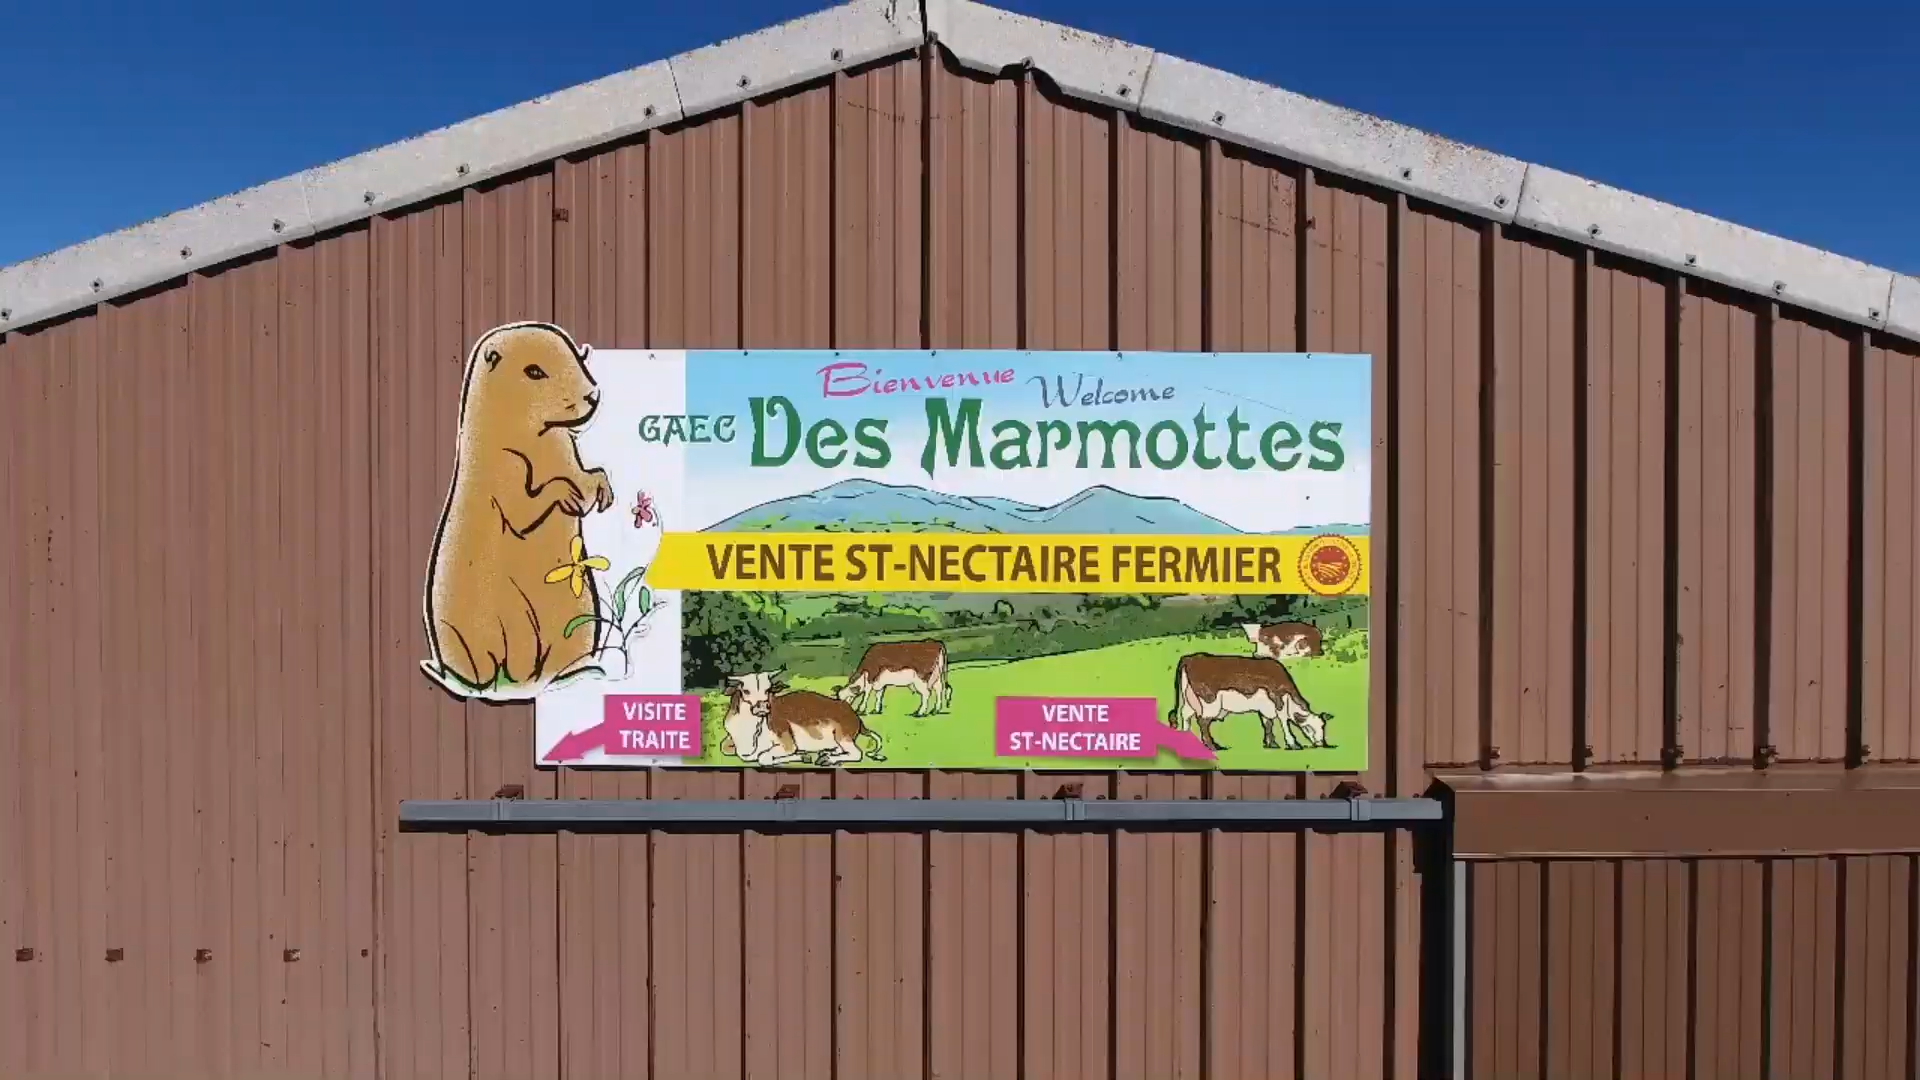 Bienvenue Welcome
GAEC Des Marmottes
VENTE ST-NECTAIRE FERMIER
VISITE
TRAITE
VENTE
ST-NECTAIRE